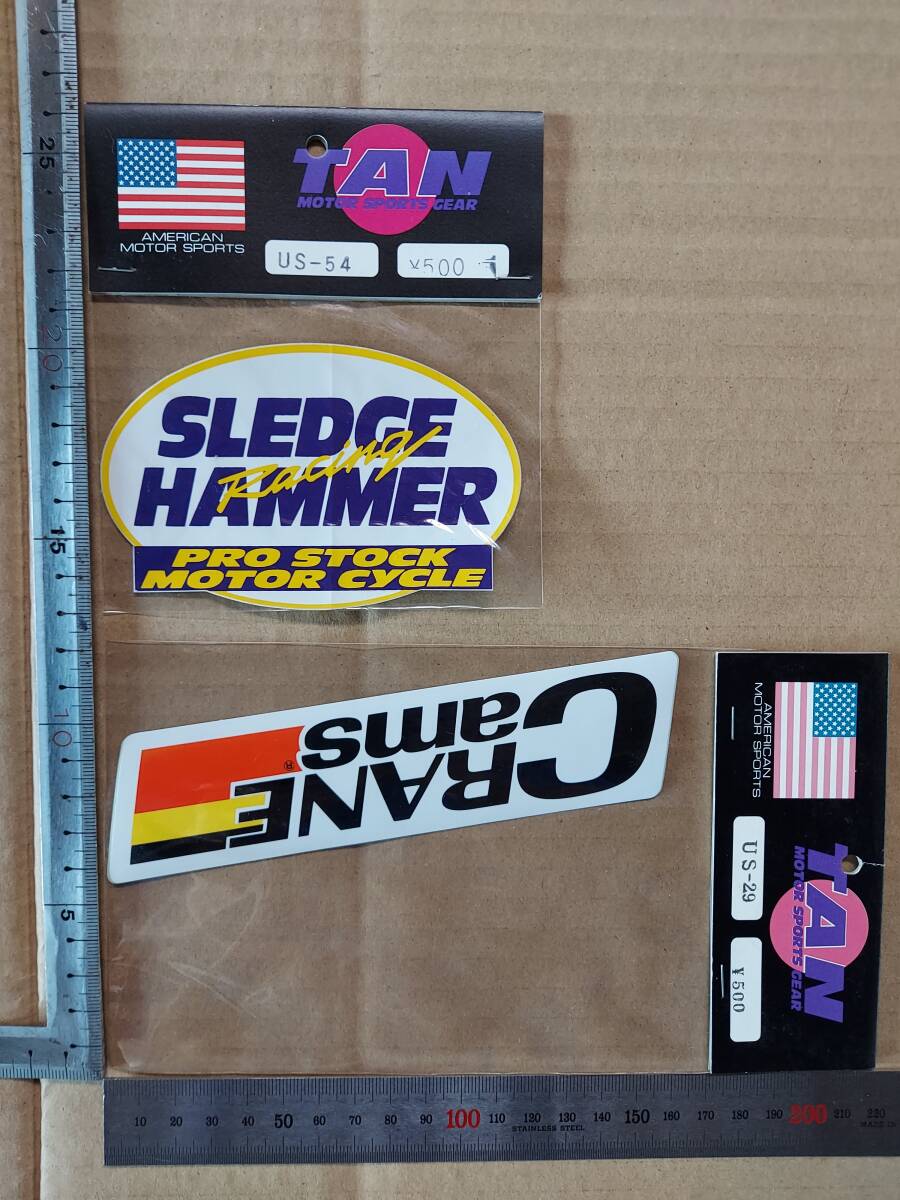 TAN
MOTOR SPORTS GEAR
AMERICAN
MOTOR SPORTS
US-54
¥500
SLEDGE
Racing
HAMMER
PRO STOCK
MOTOR CYCLE
CRANE
Cams
®
AMERICAN
MOTOR SPORTS
TAN
MOTOR SPORTS GEAR
US-29
¥500
25
20
15
10
5
10 20 30 40 50 60 70 80 90 100 110 120 130 140 150 160 170 180 190 200 210 220
STAINLESS STEEL
MADE IN